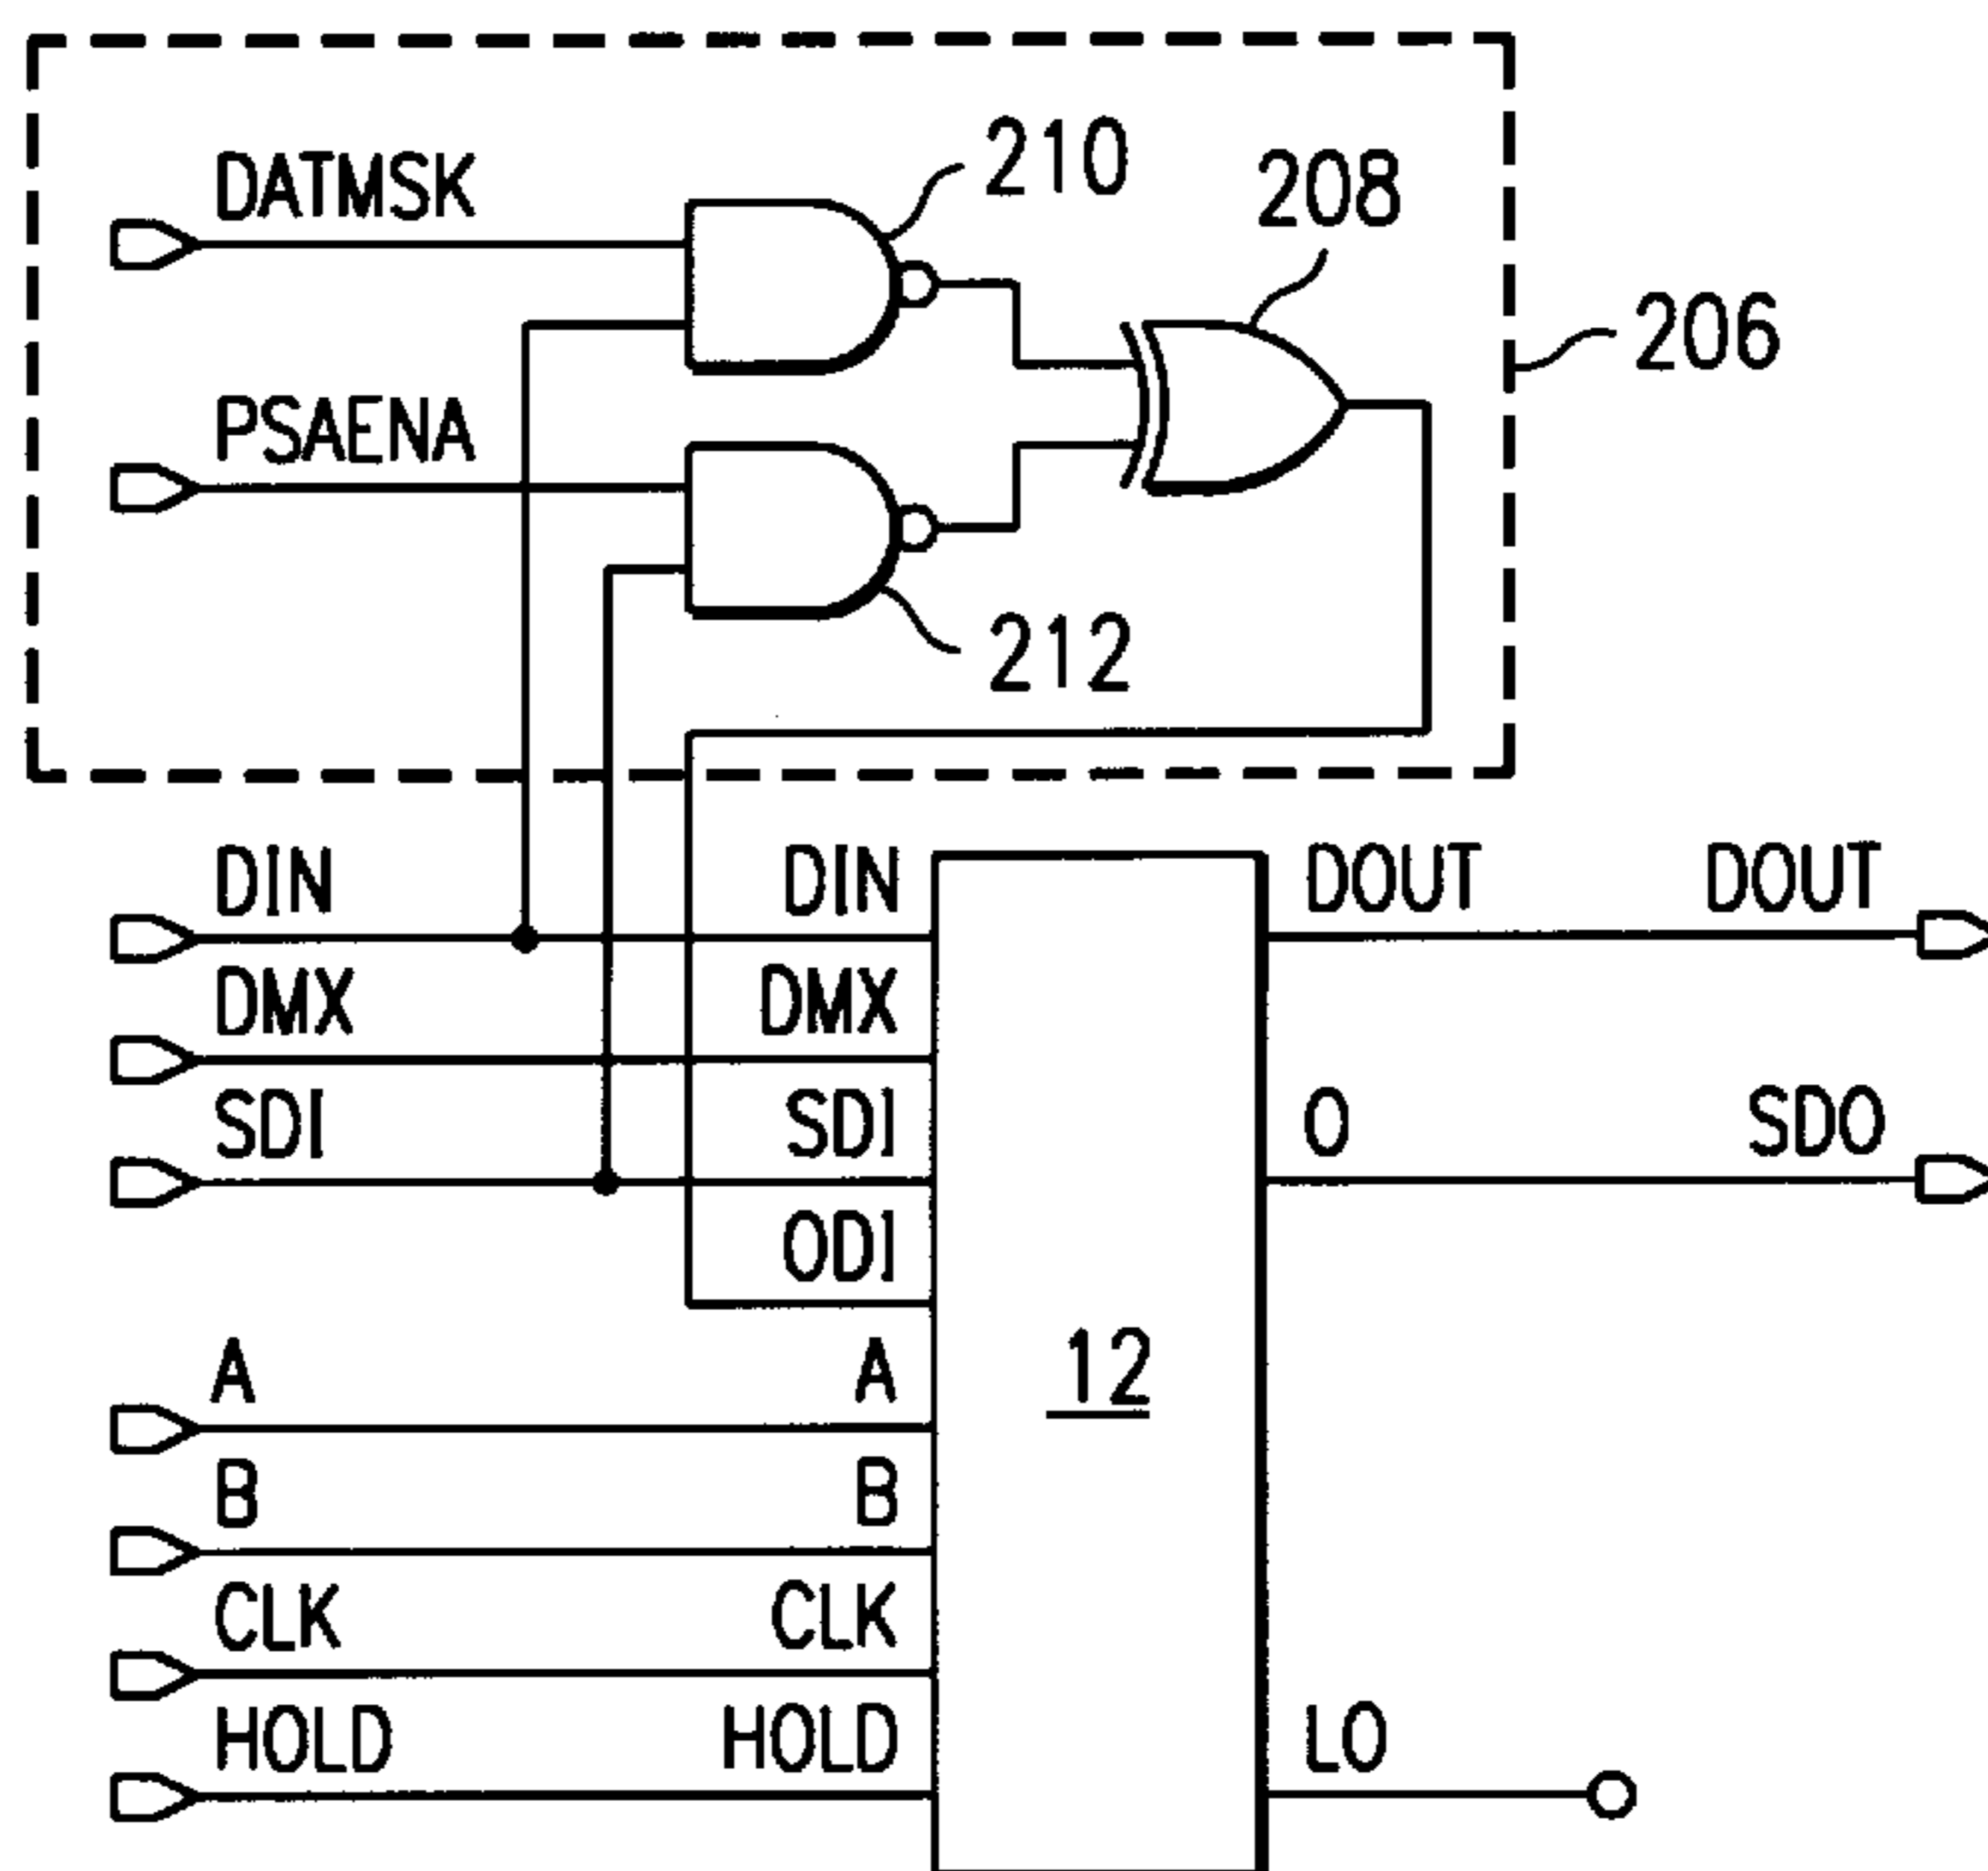 210
DATMSK
208
206
PSAENA
212
DIN DIN DOUT DOUT
DMX DMX
SDI SDI O SDO
ODI
12
A A
B B
CLK CLK
HOLD HOLD LO